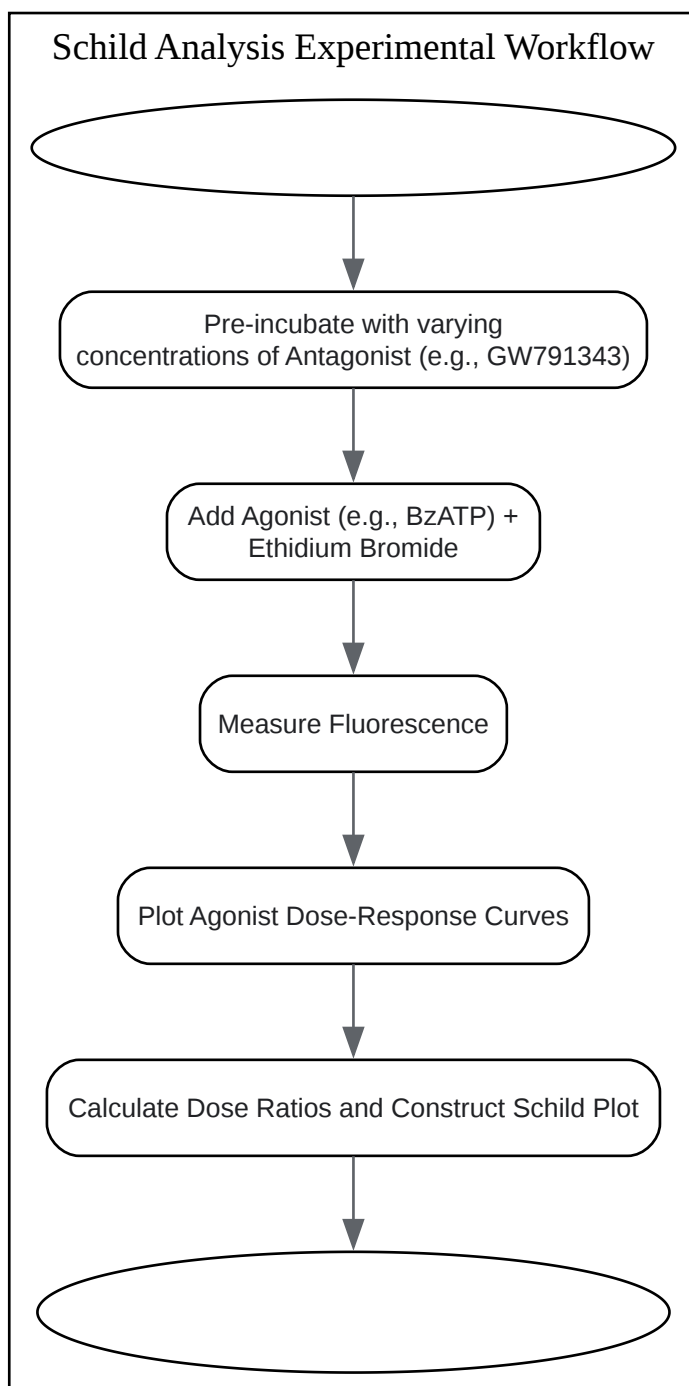 Schild Analysis Experimental Workflow
Pre-incubate with varying
concentrations of Antagonist (e.g., GW791343)
Add Agonist (e.g., BzATP) +
Ethidium Bromide
Measure Fluorescence
Plot Agonist Dose-Response Curves
Calculate Dose Ratios and Construct Schild Plot